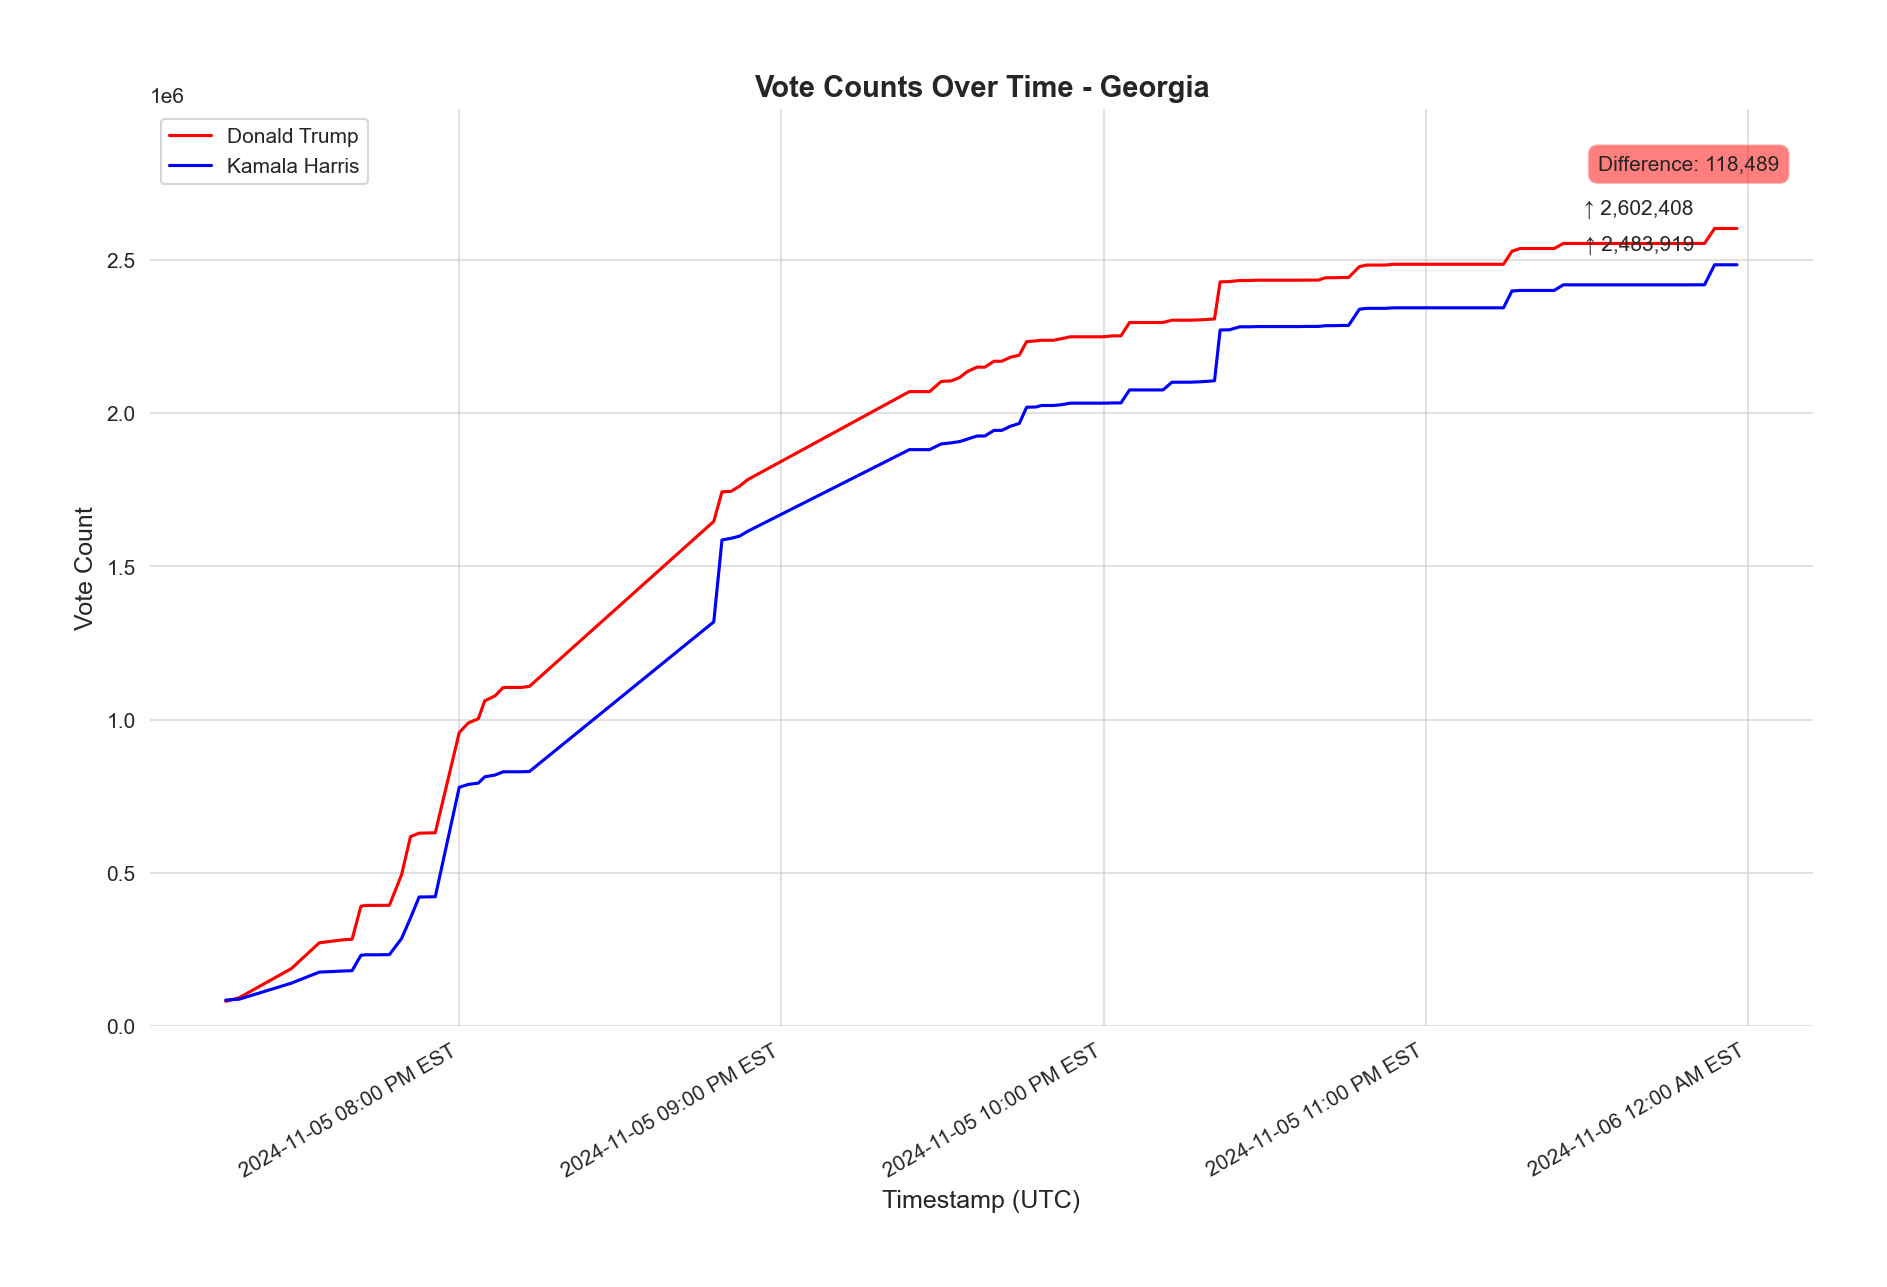 Vote Counts Over Time - Georgia
1e6
Donald Trump
Kamala Harris
Difference: 118,489
↑ 2,602,408
↑ 2,483,919
2.5
2.0
1.5
1.0
0.5
0.0
Vote Count
2024-11-05 08:00 PM EST
2024-11-05 09:00 PM EST
2024-11-05 10:00 PM EST
2024-11-05 11:00 PM EST
2024-11-06 12:00 AM EST
Timestamp (UTC)